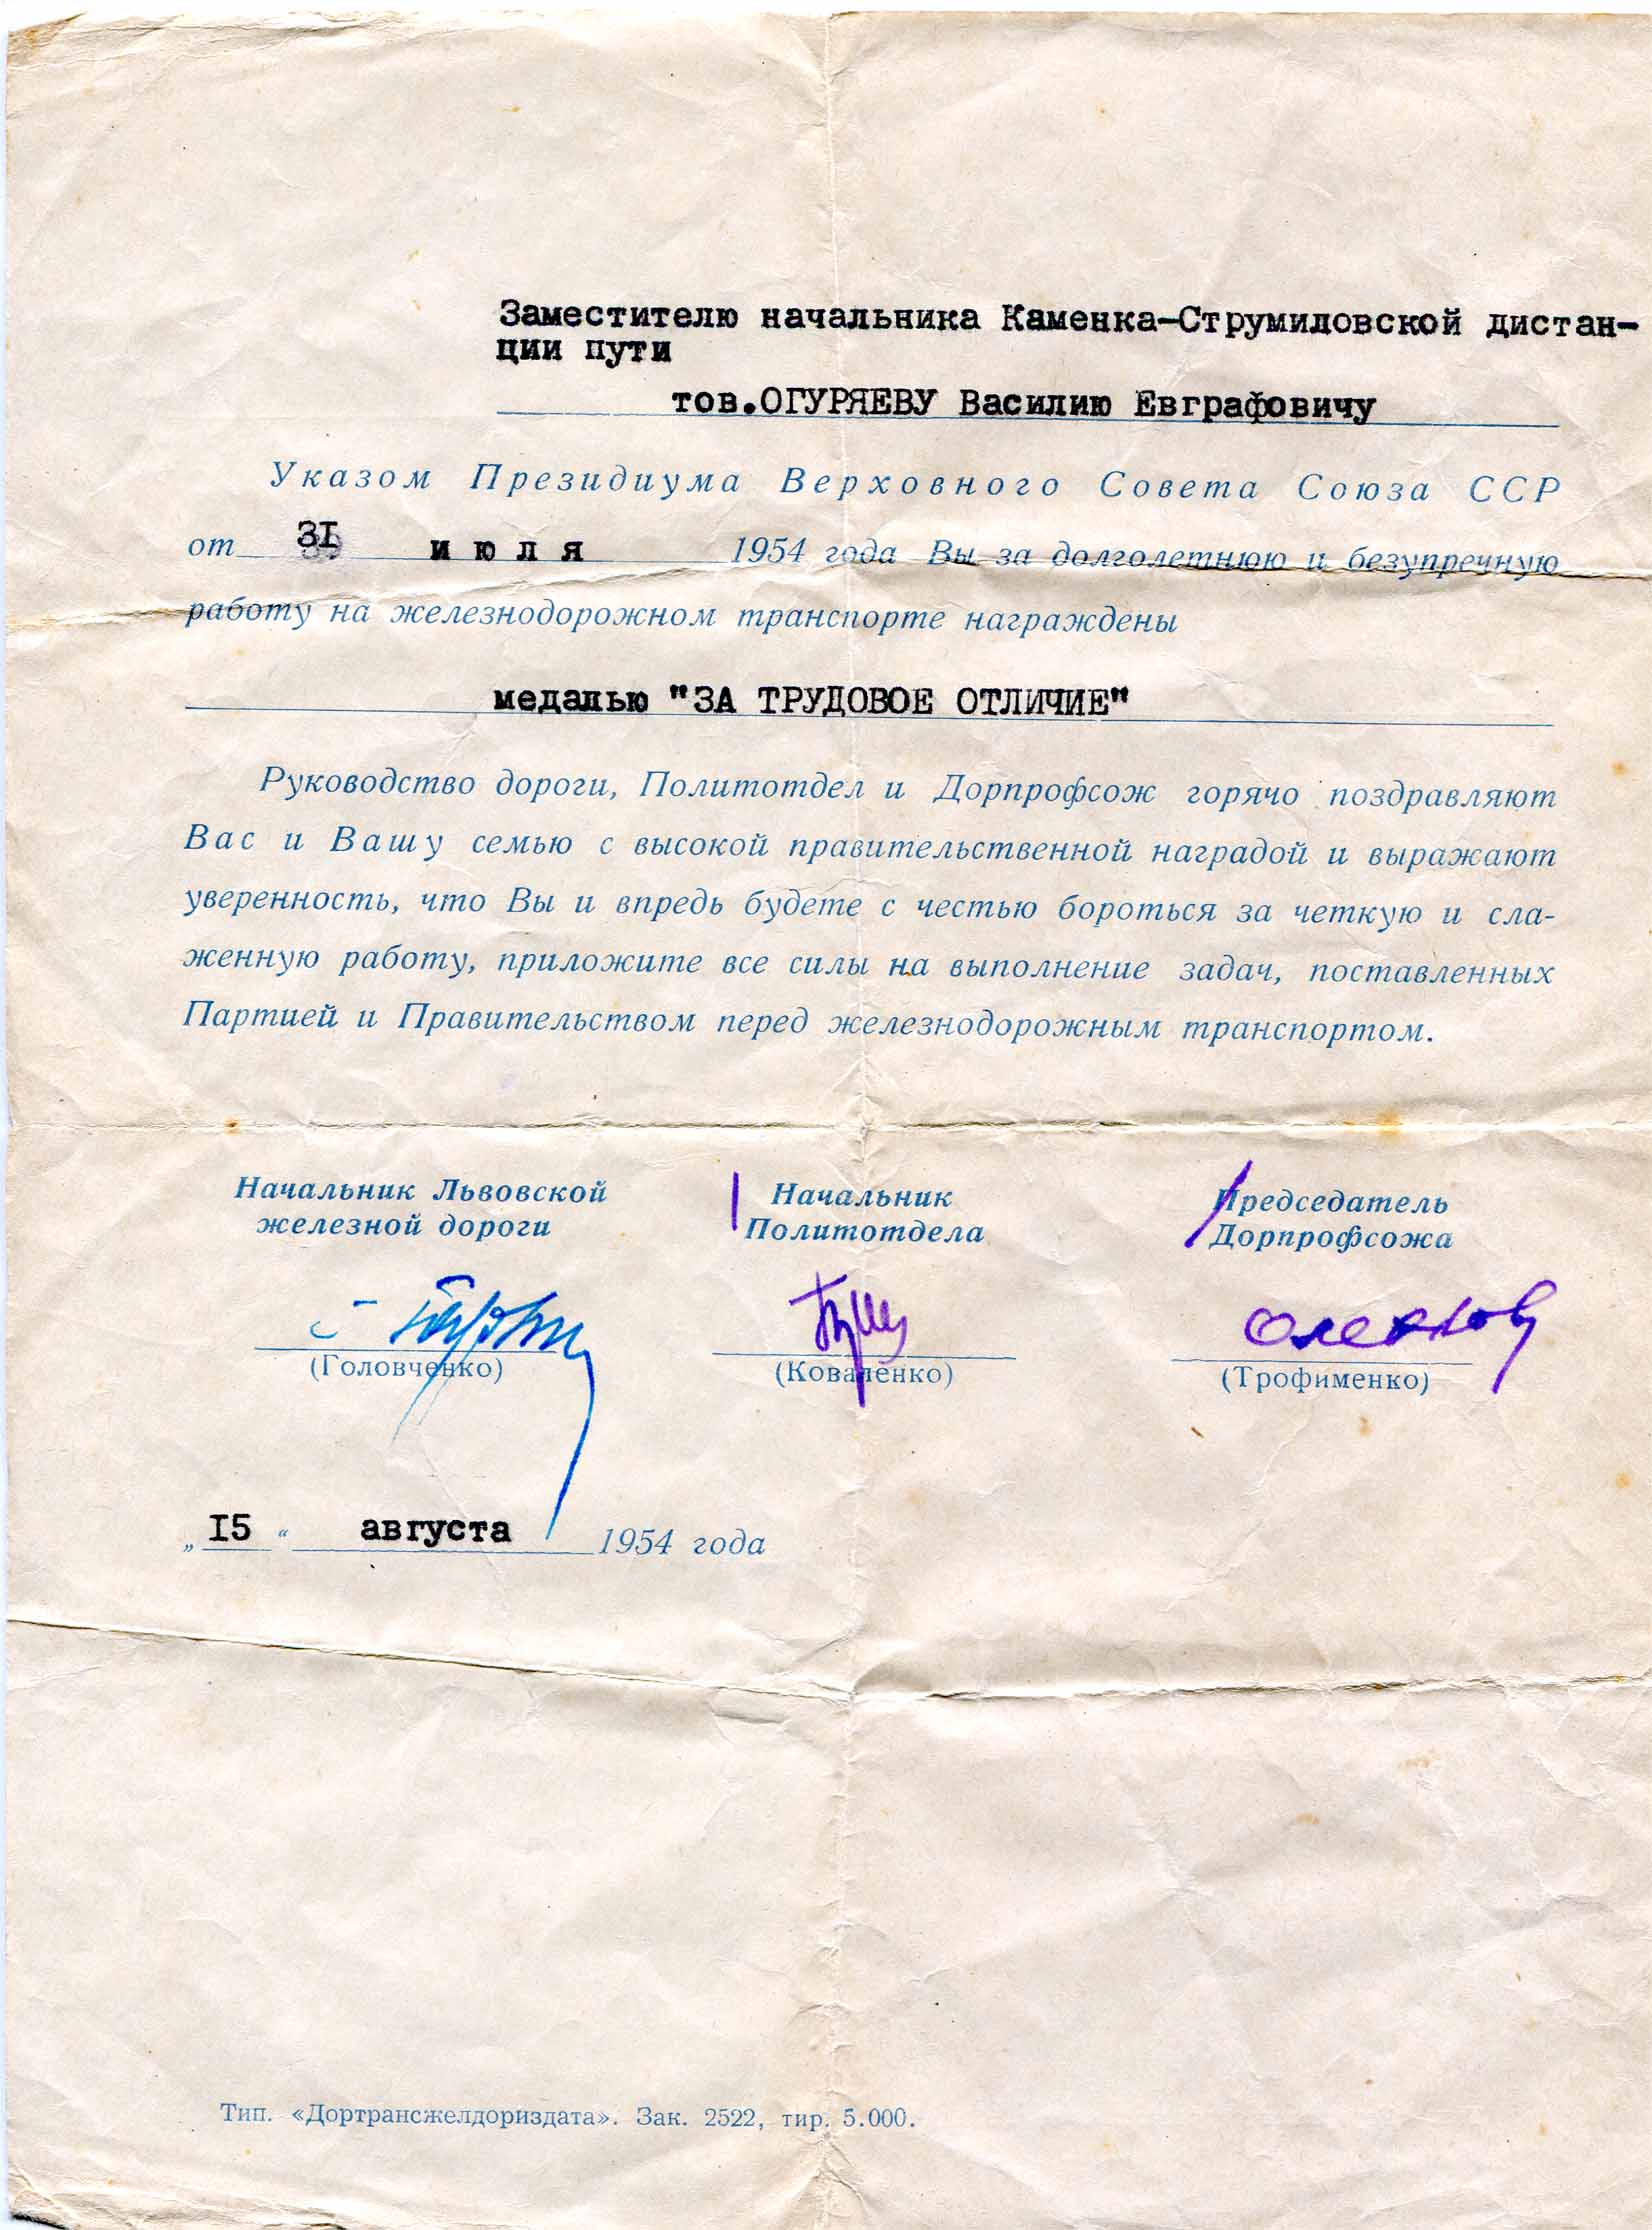 Заместителю начальника Каменка-Струмиловской дистан-
ции пути
тов.ОГУРЯЕВУ Василию Евграфовичу
Указом Президиума Верховного Совета Союза ССР
от 3I июля 1954 года Вы за долголетнюю и безупречную
работу на железнодорожном транспорте награждены
медалью "ЗА ТРУДОВОЕ ОТЛИЧИЕ"
Руководство дороги, Политотдел и Дорпрофсож горячо поздравляют
Вас и Вашу семью с высокой правительственной наградой и выражают
уверенность, что Вы и впредь будете с честью бороться за четкую и сла-
женную работу, приложите все силы на выполнение задач, поставленных
Партией и Правительством перед железнодорожным транспортом.
Начальник Львовской
железной дороги
(Головченко)
Начальник
Политотдела
(Коваленко)
Председатель
Дорпрофсожа
(Трофименко)
„I5“ августа 1954 года
Тип. «Дортрансжелдориздата». Зак. 2522, тир. 5.000.